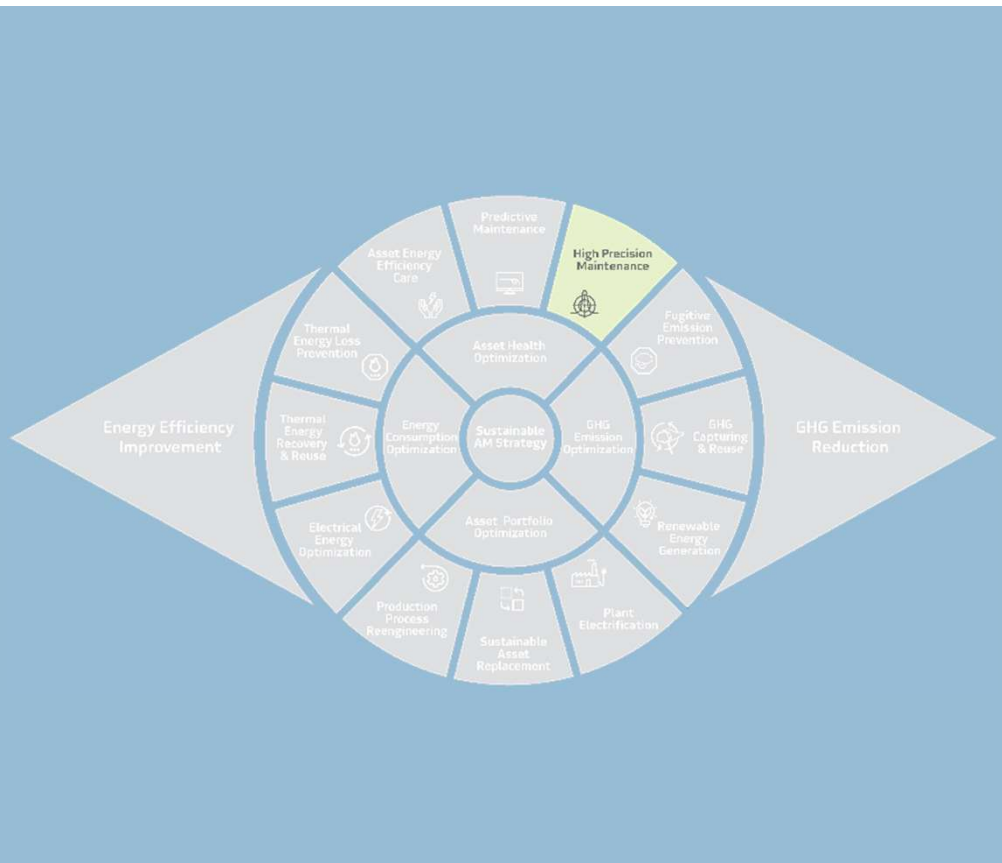 Predictive
Maintenance
High Precision
Maintenance
Asset Energy
Efficiency
Care
Fugitive
Emission
Prevention
Thermal
Energy Loss
Prevention
Asset Health
Optimization
Thermal
Energy
Recovery
& Reuse
Energy
Consumption
Optimization
Sustainable
AM Strategy
GHG
Emission
Optimization
GHG
Capturing
& Reuse
Energy Efficiency
Improvement
GHG Emission
Reduction
Electrical
Energy
Optimization
Asset Portfolio
Optimization
Renewable
Energy
Generation
Production
Process
Reengineering
Sustainable
Asset
Replacement
Plant
Electrification